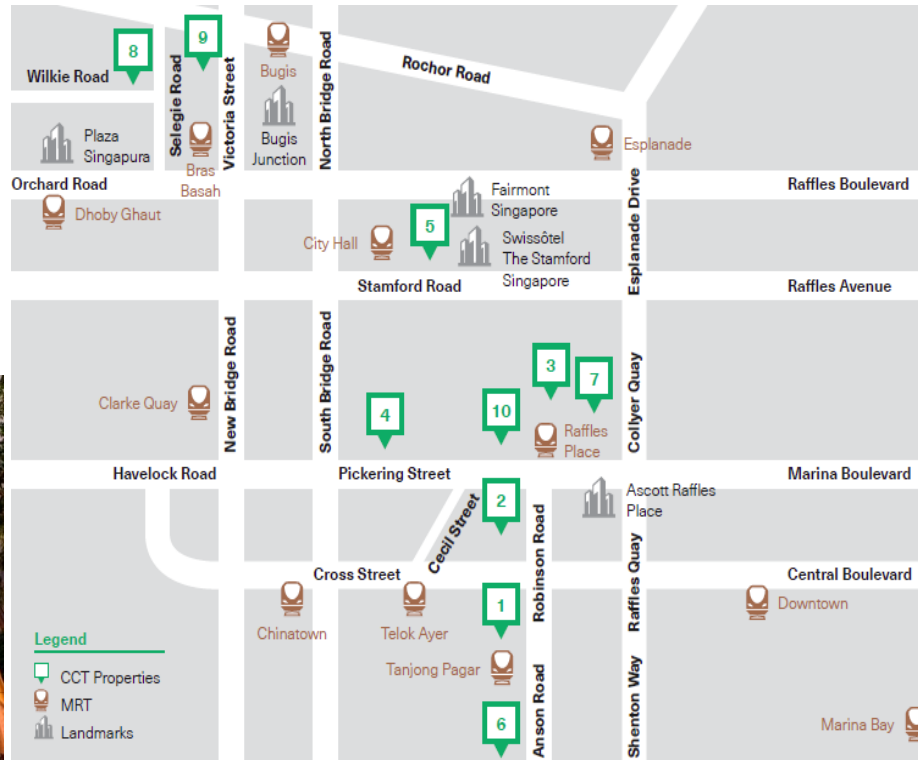 8
9
Wilkie Road
Selegie Road
Victoria Street
Bugis
North Bridge Road
Rochor Road
Plaza
Singapura
Bras
Basah
Bugis
Junction
Esplanade
Orchard Road
Raffles Boulevard
Dhoby Ghaut
City Hall
5
Fairmont
Singapore
Swissôtel
The Stamford
Singapore
Esplanade Drive
Stamford Road
Raffles Avenue
Clarke Quay
New Bridge Road
South Bridge Road
4
10
3
7
Raffles
Place
Collyer Quay
Havelock Road
Pickering Street
Marina Boulevard
Cecil Street
2
Robinson Road
Ascott Raffles
Place
Raffles Quay
Cross Street
Central Boulevard
Chinatown
Telok Ayer
1
Downtown
Tanjong Pagar
Anson Road
Shenton Way
6
Marina Bay
Legend
CCT Properties
MRT
Landmarks